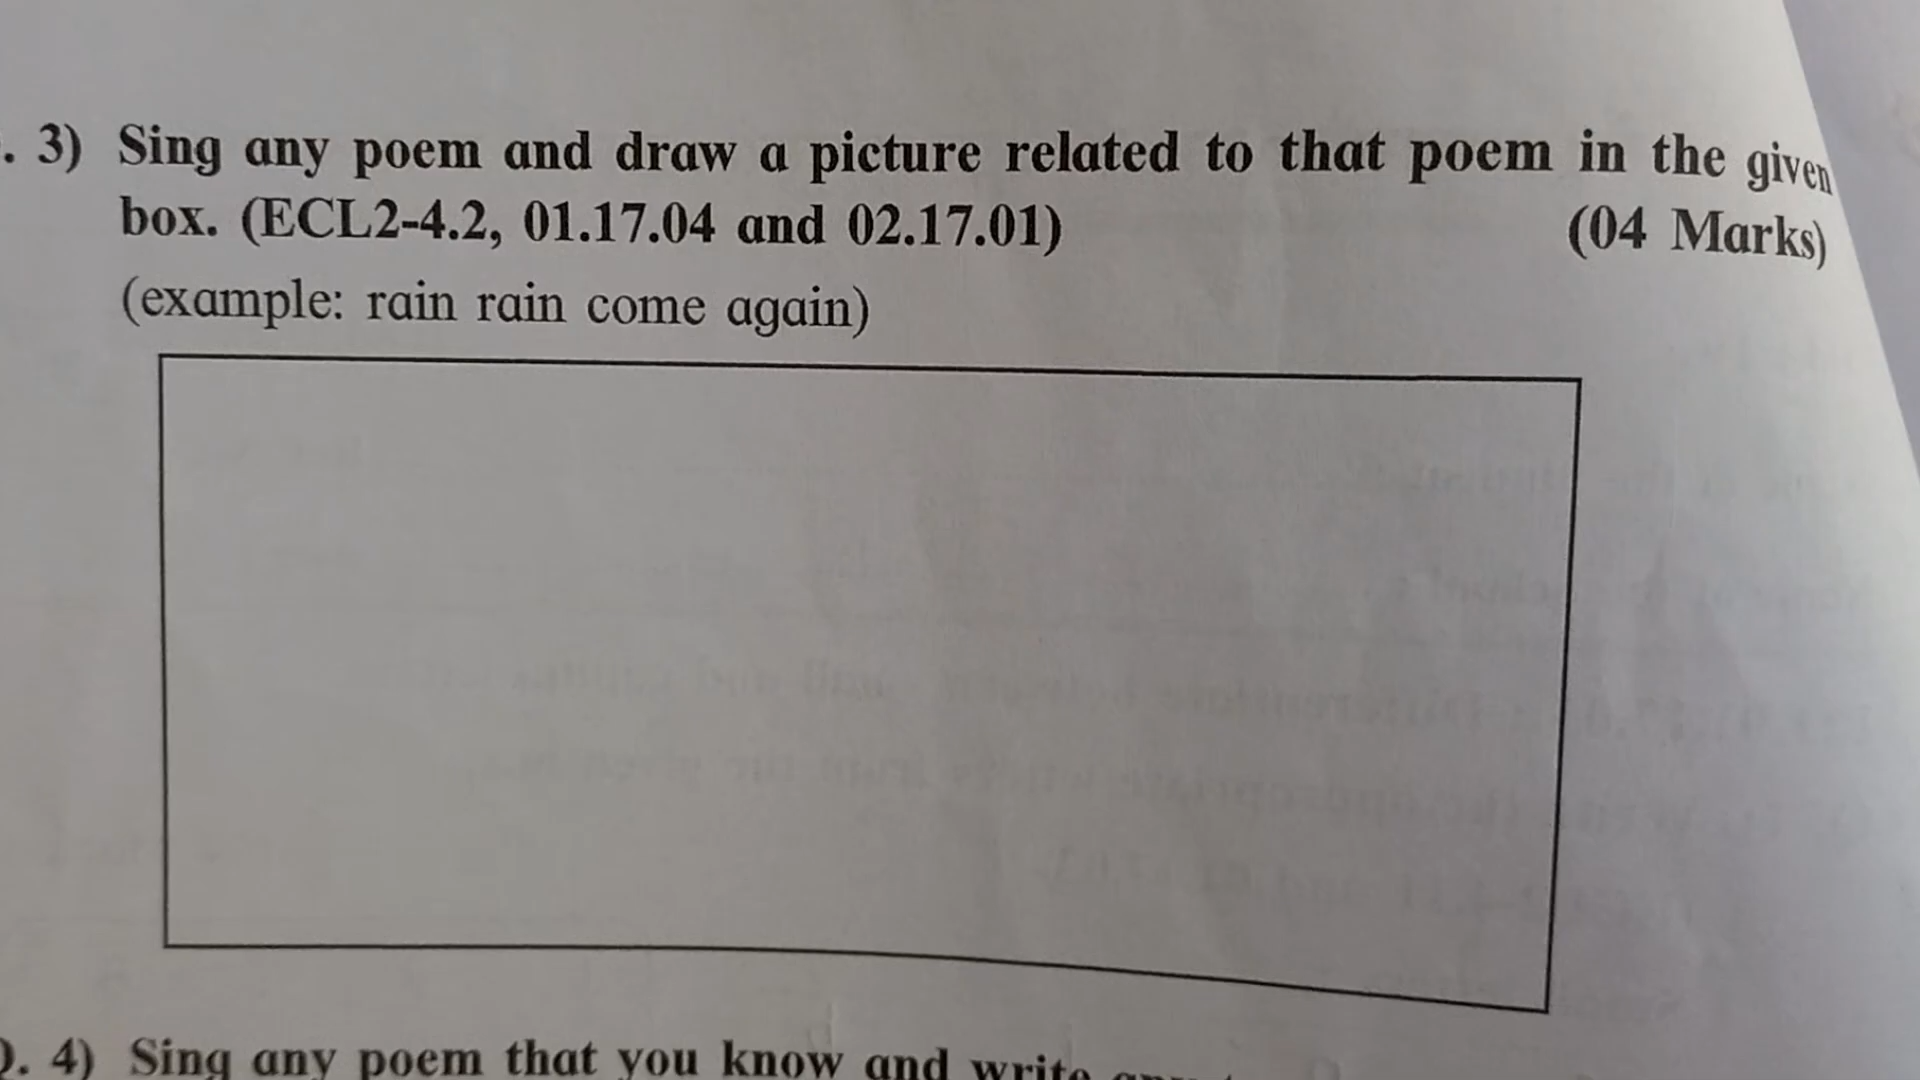 . 3) Sing any poem and draw a picture related to that poem in the given
box. (ECL2-4.2, 01.17.04 and 02.17.01) (04 Marks)
(example: rain rain come again)
. 4) Sing any poem that you know and write